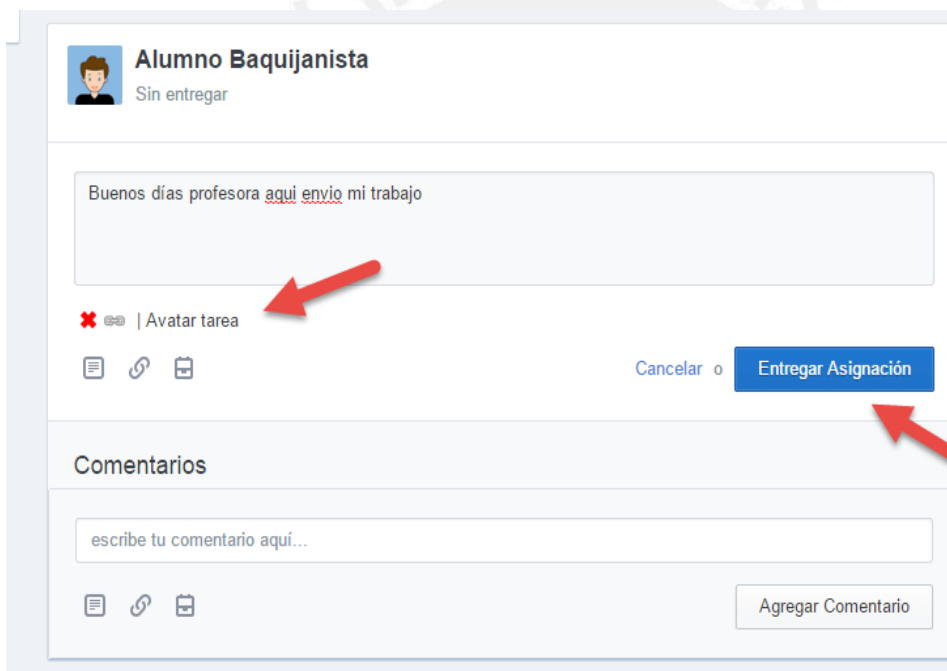 Alumno Baquijanista
Sin entregar
Buenos días profesora aqui envio mi trabajo
| Avatar tarea
Cancelar o Entregar Asignación
Comentarios
escribe tu comentario aquí...
Agregar Comentario